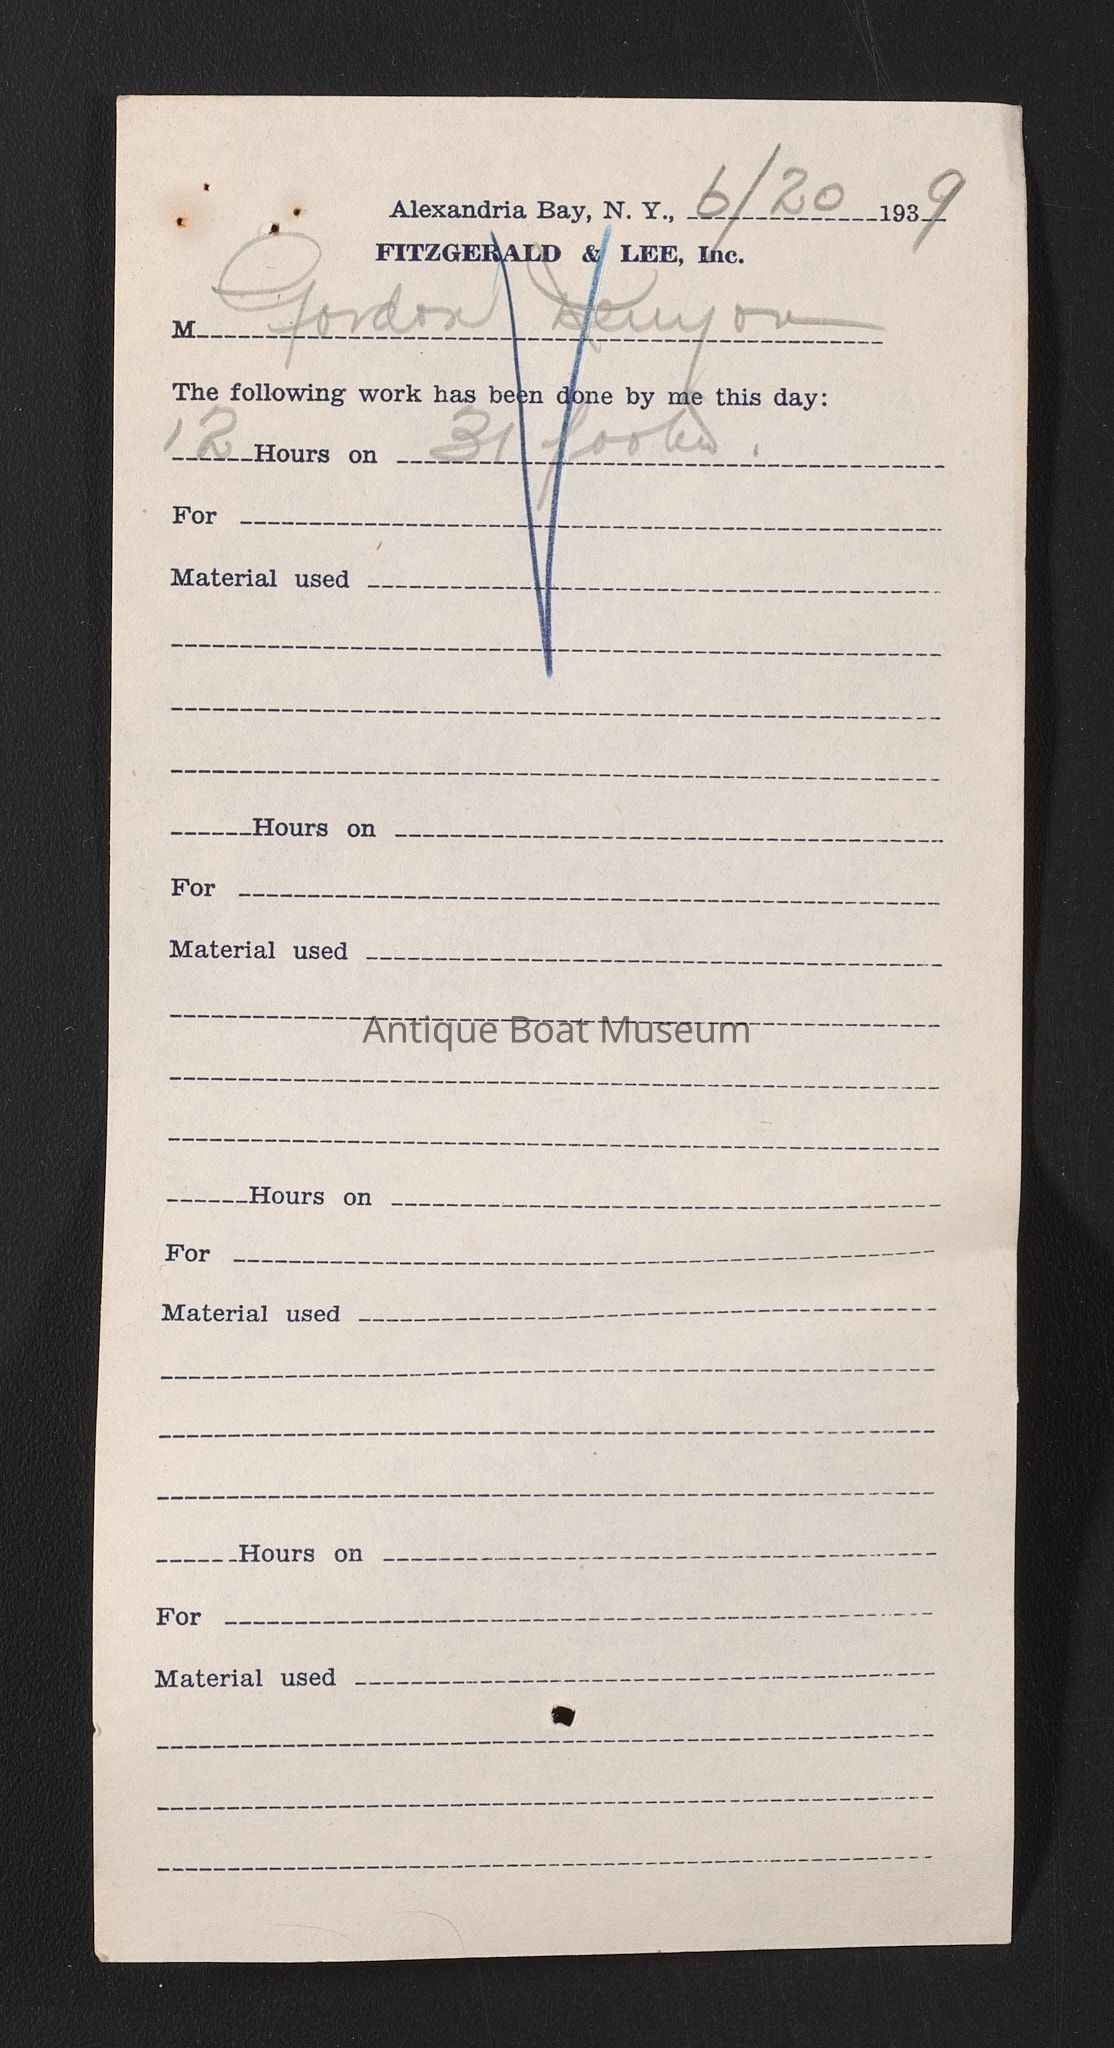 Alexandria Bay, N. Y., 6/20 1939
FITZGERALD & LEE, Inc.
M Gordon Kenyon
The following work has been done by me this day:
12 Hours on 31 footer.
For
Material used
Hours on
For
Material used
Antique Boat Museum
Hours on
For
Material used
Hours on
For
Material used